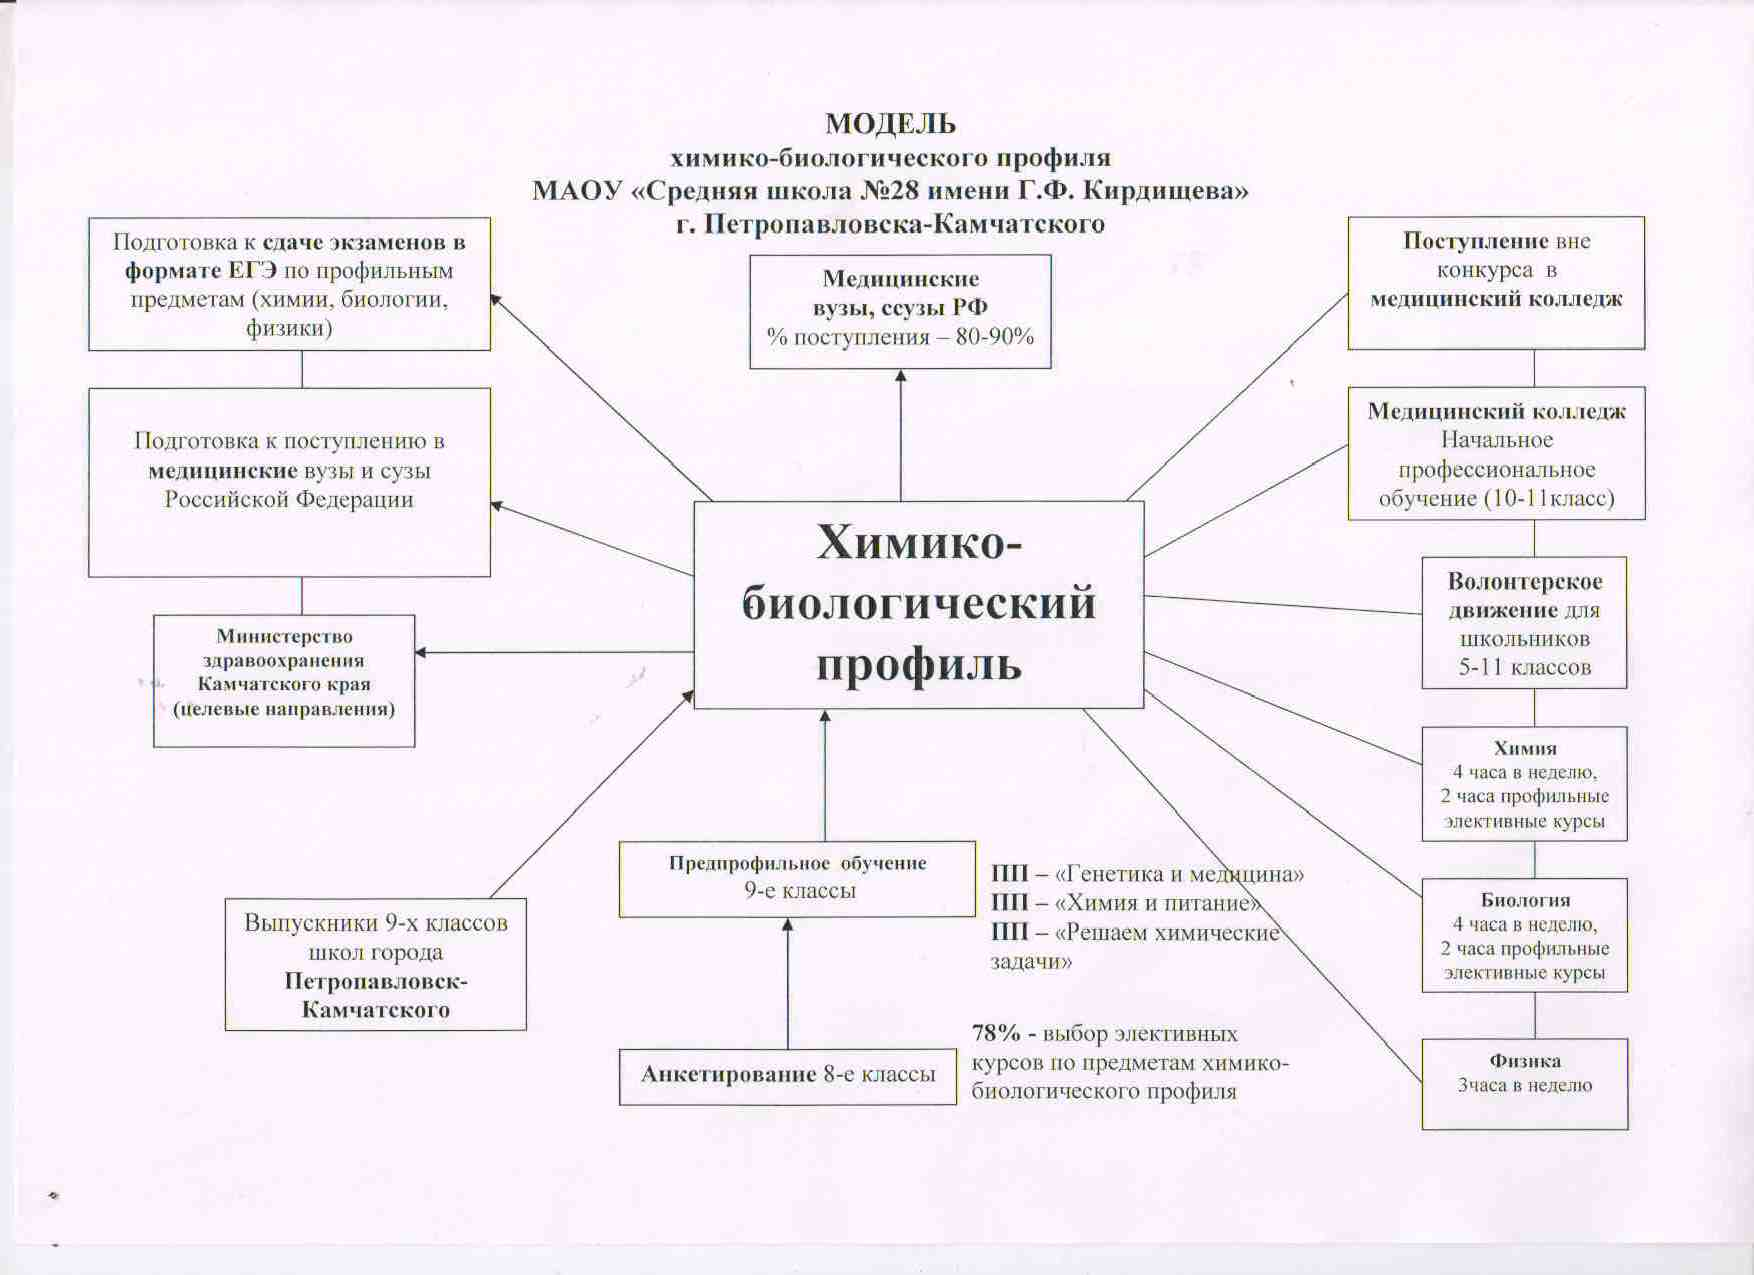 МОДЕЛЬ
химико-биологического профиля
МАОУ «Средняя школа №28 имени Г.Ф. Кирдищева»
г. Петропавловска-Камчатского
Подготовка к сдаче экзаменов в
формате ЕГЭ по профильным
предметам (химии, биологии,
физики)
Подготовка к поступлению в
медицинские вузы и сузы
Российской Федерации
Министерство
здравоохранения
Камчатского края
(целевые направления)
Выпускники 9-х классов
школ города
Петропавловск-
Камчатского
Медицинские
вузы, ссузы РФ
% поступления – 80-90%
Химико-
биологический
профиль
Предпрофильное обучение
9-е классы
ПП – «Генетика и медицина»
ПП – «Химия и питание»
ПП – «Решаем химические
задачи»
Анкетирование 8-е классы
78% - выбор элективных
курсов по предметам химико-
биологического профиля
Поступление вне
конкурса в
медицинский колледж
Медицинский колледж
Начальное
профессиональное
обучение (10-11класс)
Волонтерское
движение для
школьников
5-11 классов
Химия
4 часа в неделю,
2 часа профильные
элективные курсы
Биология
4 часа в неделю,
2 часа профильные
элективные курсы
Физика
3часа в неделю